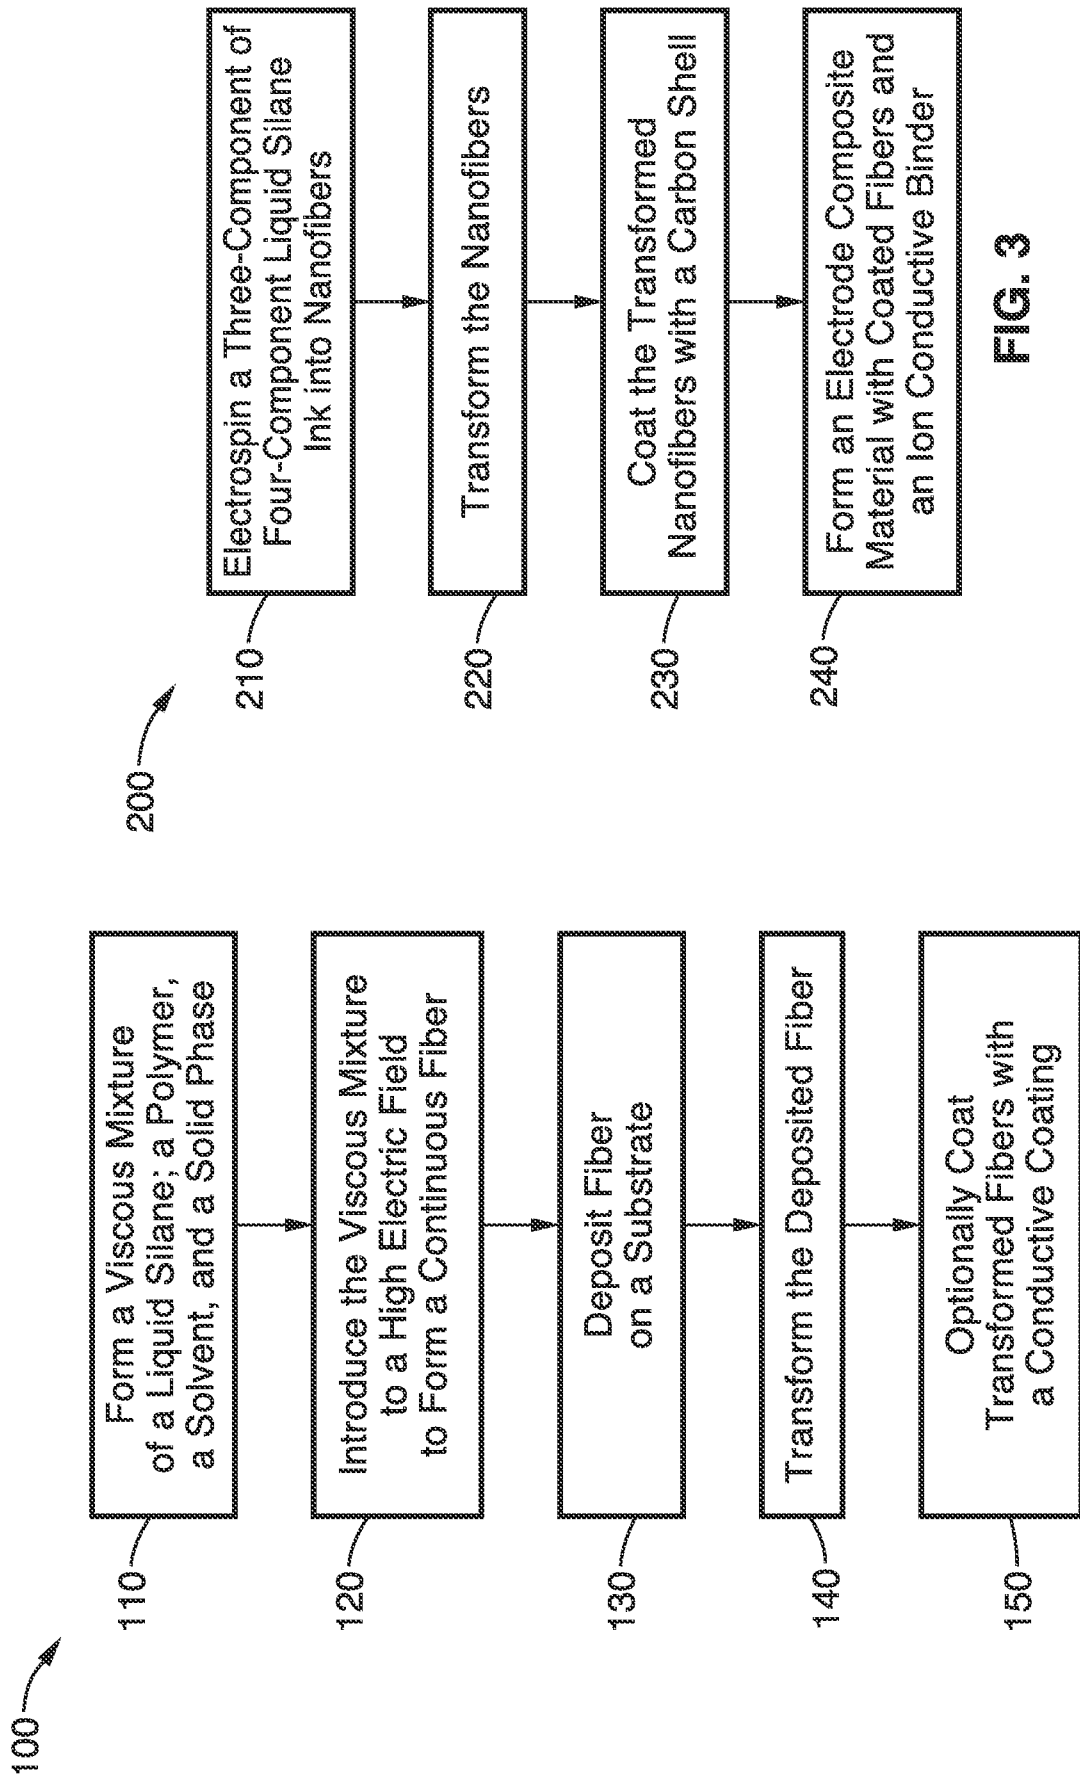 100
110
Form a Viscous Mixture
of a Liquid Silane; a Polymer,
a Solvent, and a Solid Phase
120
Introduce the Viscous Mixture
to a High Electric Field
to Form a Continuous Fiber
130
Deposit Fiber
on a Substrate
140
Transform the Deposited Fiber
150
Optionally Coat
Transformed Fibers with
a Conductive Coating
200
210
Electrospin a Three-Component of
Four-Component Liquid Silane
Ink into Nanofibers
220
Transform the Nanofibers
230
Coat the Transformed
Nanofibers with a Carbon Shell
240
Form an Electrode Composite
Material with Coated Fibers and
an Ion Conductive Binder
FIG. 3